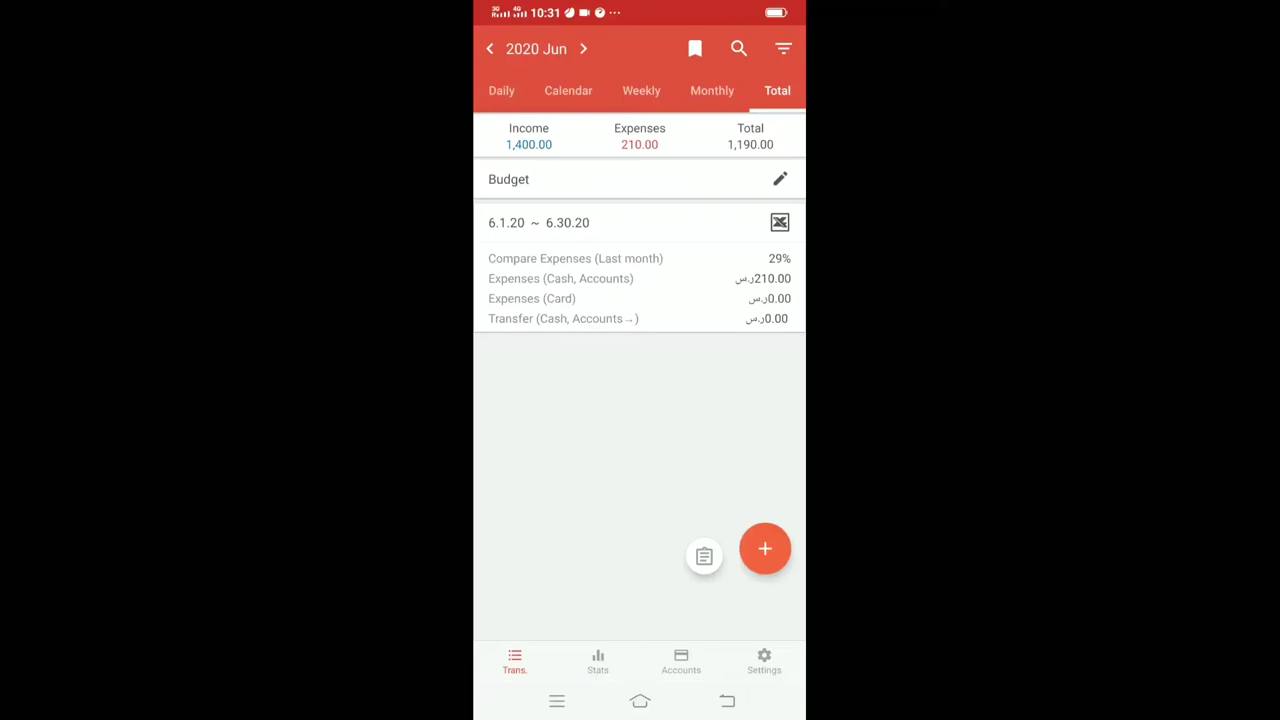 3G 4G 10:31 ...
2020 Jun
Daily Calendar Weekly Monthly Total
Income Expenses Total
1,400.00 210.00 1,190.00
Budget
6.1.20 ~ 6.30.20
Compare Expenses (Last month) 29%
Expenses (Cash, Accounts) ر.س210.00
Expenses (Card) ر.س0.00
Transfer (Cash, Accounts→) ر.س0.00
Trans. Stats Accounts Settings